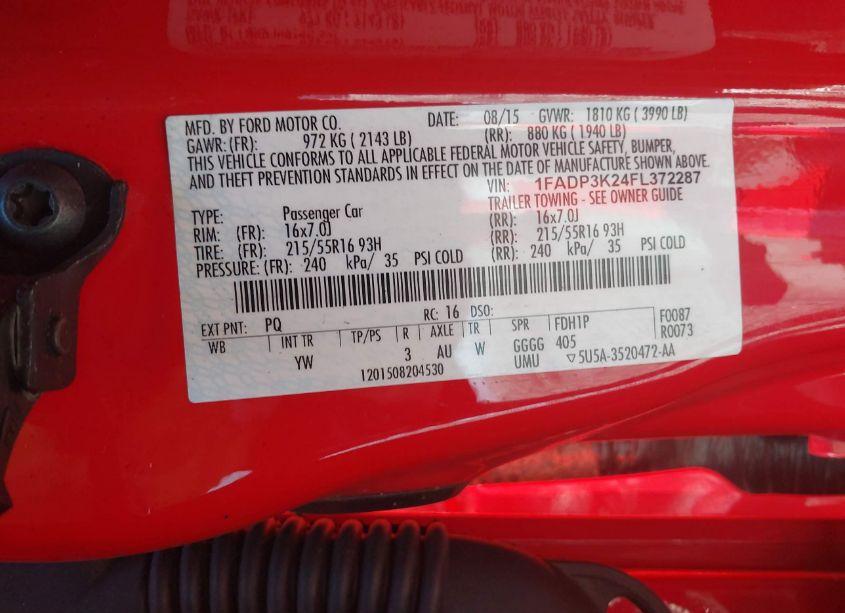 MFD. BY FORD MOTOR CO. DATE: 08/15 GVWR: 1810 KG ( 3990 LB)
GAWR:(FR): 972 KG ( 2143 LB) (RR): 880 KG ( 1940 LB)
THIS VEHICLE CONFORMS TO ALL APPLICABLE FEDERAL MOTOR VEHICLE SAFETY, BUMPER,
AND THEFT PREVENTION STANDARDS IN EFFECT ON THE DATE OF MANUFACTURE SHOWN ABOVE.
VIN: 1FADP3K24FL372287
TRAILER TOWING - SEE OWNER GUIDE
TYPE: Passenger Car
RIM: (FR): 16x7.0J (RR): 16x7.0J
TIRE: (FR): 215/55R16 93H (RR): 215/55R16 93H
PRESSURE: (FR): 240 kPa/ 35 PSI COLD (RR): 240 kPa/ 35 PSI COLD
EXT PNT: PQ RC: 16 DSO: F0087
WB INT TR TP/PS R AXLE TR SPR FDH1P R0073
YW 3 AU W GGGG 405
1201508204530 UMU ▽5U5A-3520472-AA